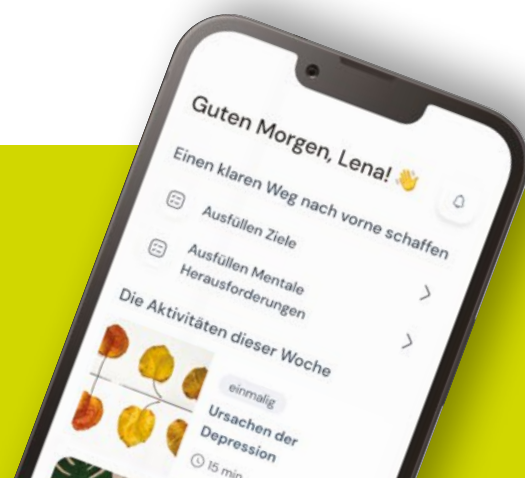 Guten Morgen, Lena! 👋
Einen klaren Weg nach vorne schaffen
Ausfüllen Ziele
Ausfüllen Mentale
Herausforderungen
Die Aktivitäten dieser Woche
einmalig
Ursachen der
Depression
15 min